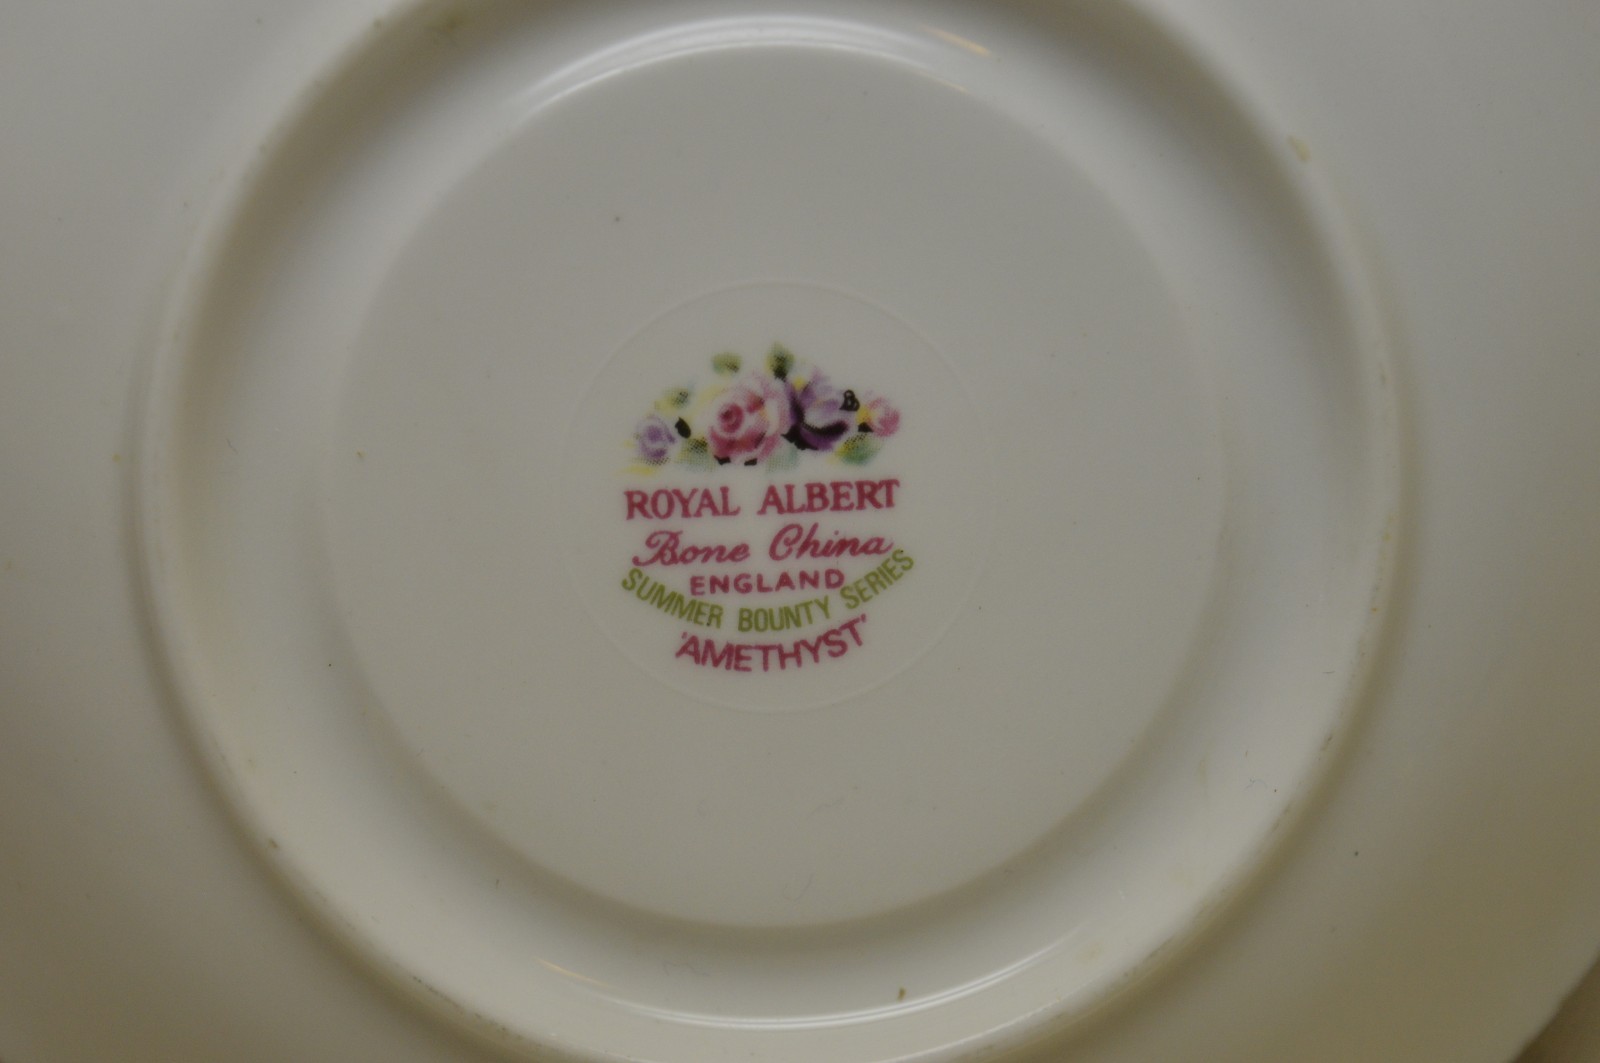 ROYAL ALBERT
Bone China
ENGLAND
SUMMER BOUNTY SERIES
'AMETHYST'